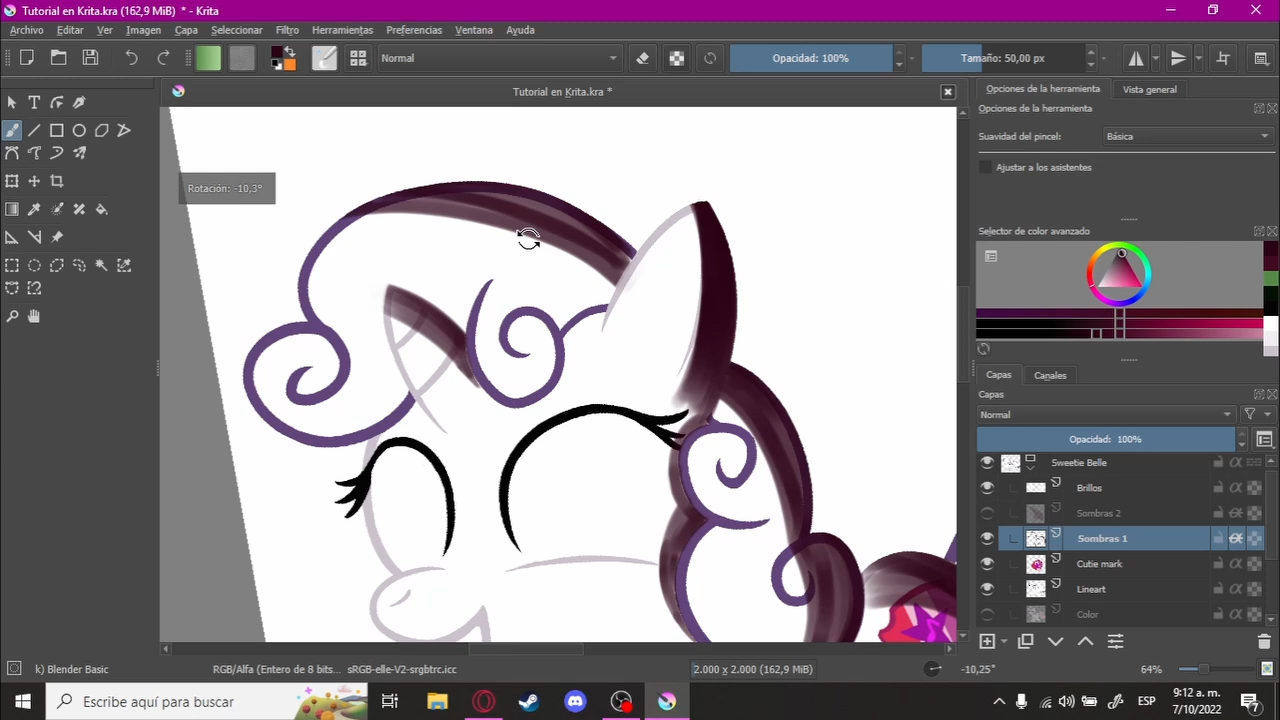 Tutorial en Krita.kra (162,9 MiB) * - Krita
Archivo Editar Ver Imagen Capa Seleccionar Filtro Herramientas Preferencias Ventana Ayuda
Normal Opacidad: 100% Tamaño: 50,00 px
Tutorial en Krita.kra *
Opciones de la herramienta Vista general
Opciones de la herramienta
Suavidad del pincel: Básica
Ajustar a los asistentes
Rotación: -10,3°
Selector de color avanzado
Capas Canales
Capas
Normal
Opacidad: 100%
Sweetie Belle
Brillos
Sombras 2
Sombras 1
Cutie mark
Lineart
Color
k) Blender Basic RGB/Alfa (Entero de 8 bits... sRGB-elle-V2-srgbtrc.icc 2.000 x 2.000 (162,9 MiB) -10,25° 64%
Escribe aquí para buscar
ESP
9:12 a. m.
7/10/2022
7